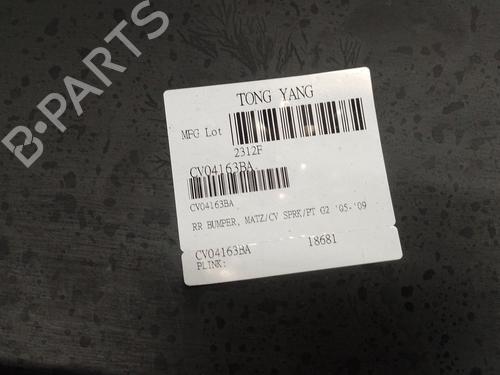 B-PARTS
TONG YANG
MFG Lot
2312F
CV04163BA
CV04163BA
RR BUMPER, MATZ/CV SPRK/PT G2 '05-'09
CV04163BA 18681
PLINK: